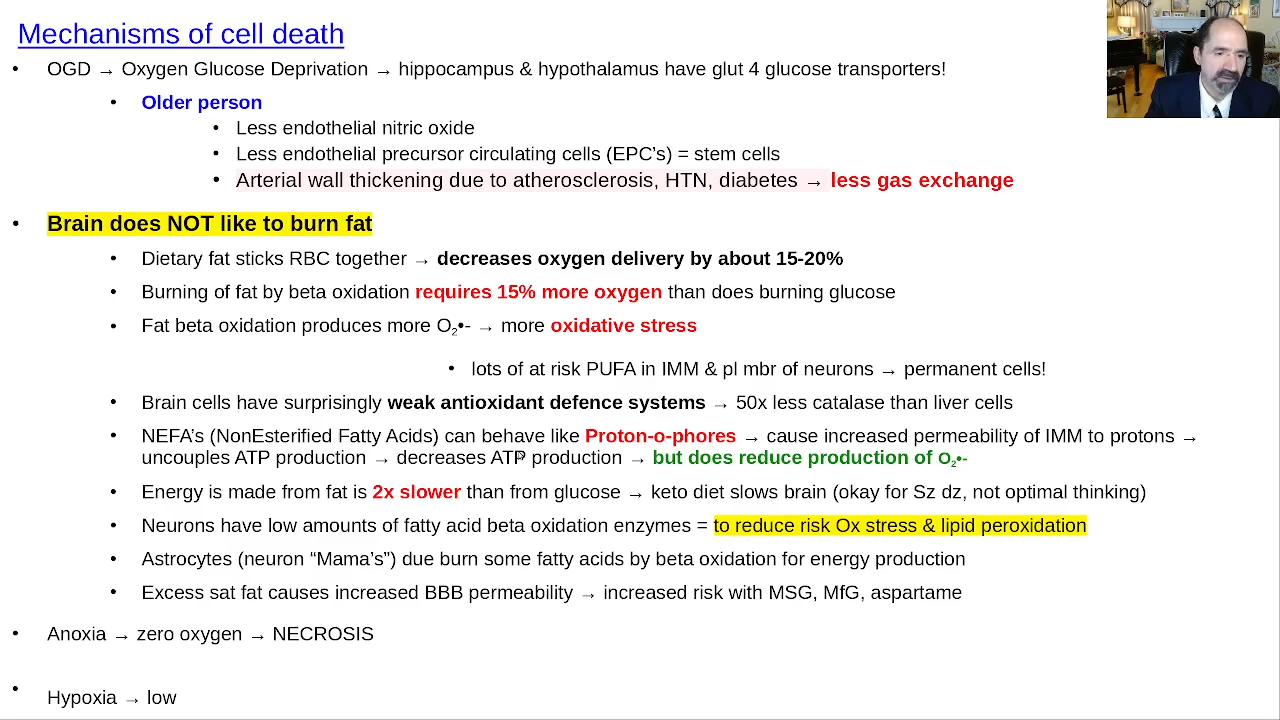 Mechanisms of cell death
• OGD → Oxygen Glucose Deprivation → hippocampus & hypothalamus have glut 4 glucose transporters!
• Older person
• Less endothelial nitric oxide
• Less endothelial precursor circulating cells (EPC's) = stem cells
• Arterial wall thickening due to atherosclerosis, HTN, diabetes → less gas exchange
• Brain does NOT like to burn fat
• Dietary fat sticks RBC together → decreases oxygen delivery by about 15-20%
• Burning of fat by beta oxidation requires 15% more oxygen than does burning glucose
• Fat beta oxidation produces more O₂•- → more oxidative stress
• lots of at risk PUFA in IMM & pl mbr of neurons → permanent cells!
• Brain cells have surprisingly weak antioxidant defence systems → 50x less catalase than liver cells
• NEFA's (NonEsterified Fatty Acids) can behave like Proton-o-phores → cause increased permeability of IMM to protons →
uncouples ATP production → decreases ATP production → but does reduce production of O₂•-
• Energy is made from fat is 2x slower than from glucose → keto diet slows brain (okay for Sz dz, not optimal thinking)
• Neurons have low amounts of fatty acid beta oxidation enzymes = to reduce risk Ox stress & lipid peroxidation
• Astrocytes (neuron “Mama’s”) due burn some fatty acids by beta oxidation for energy production
• Excess sat fat causes increased BBB permeability → increased risk with MSG, MfG, aspartame
• Anoxia → zero oxygen → NECROSIS
• Hypoxia → low